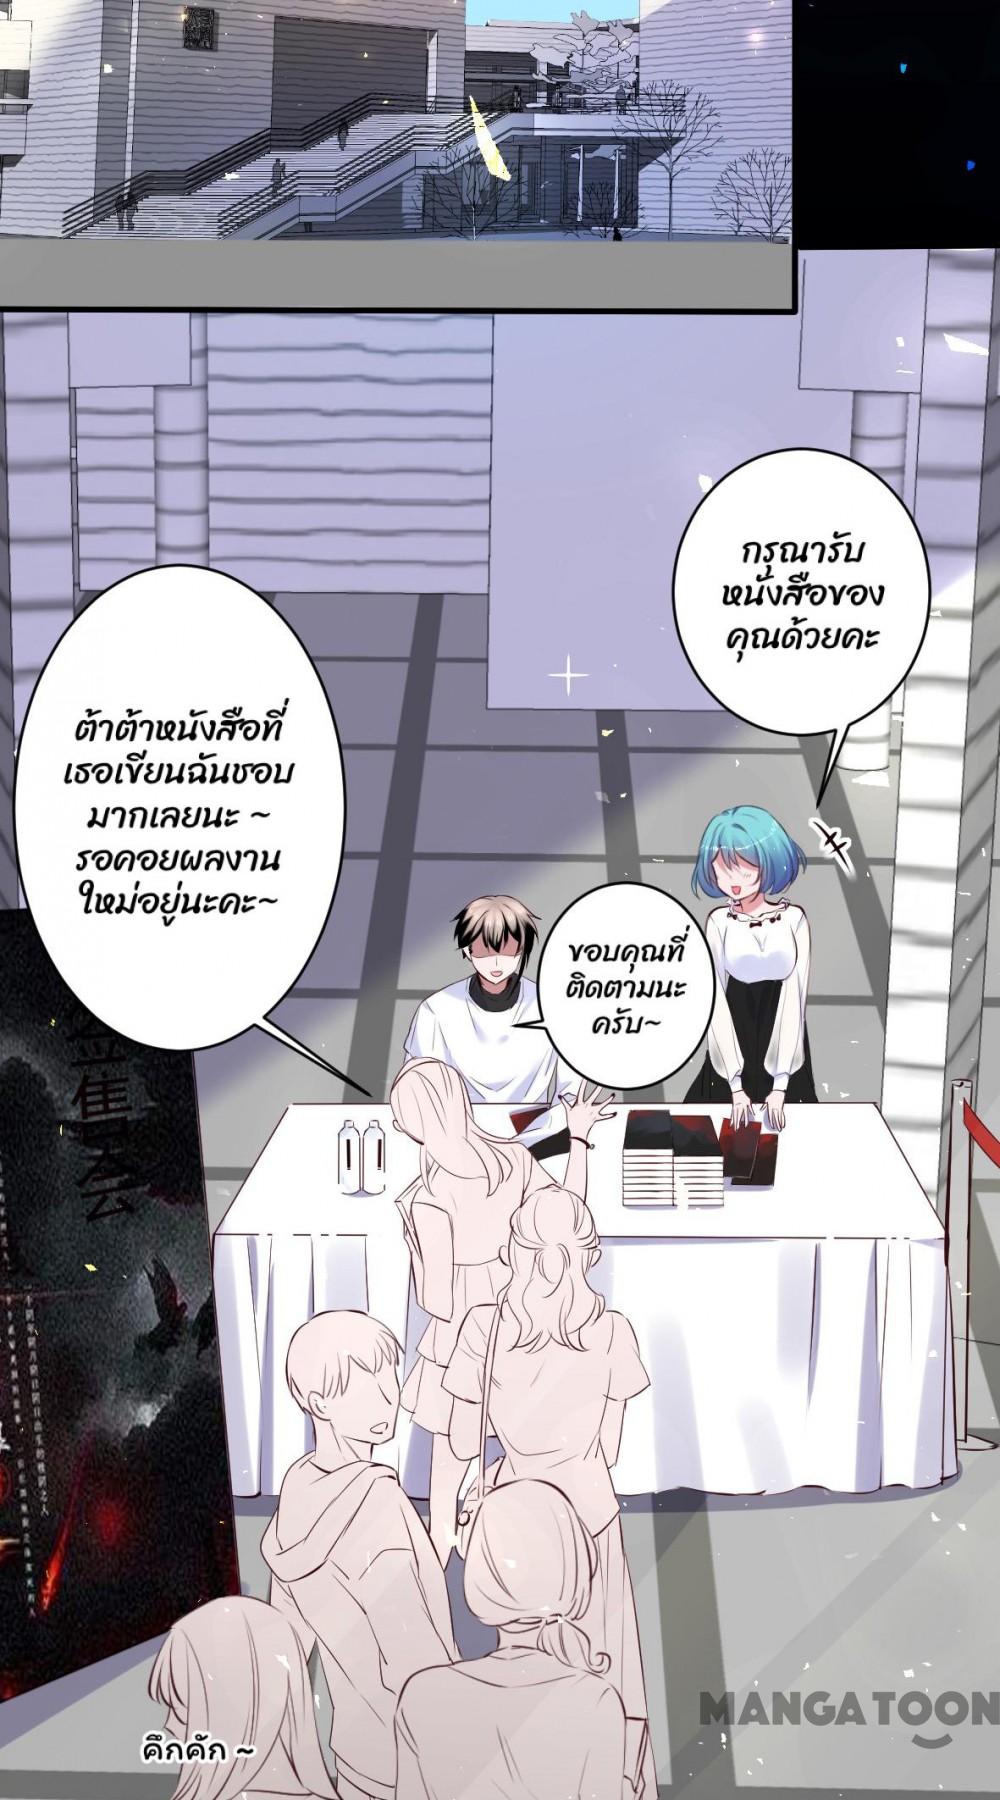 กรุณารับ
หนังสือของ
คุณด้วยคะ
ต้าต้าหนังสือที่
เธอเขียนฉันชอบ
มากเลยนะ ~
รอคอยผลงาน
ใหม่อยู่นะคะ~
ขอบคุณที่
ติดตามนะ
ครับ~
签售会
คึกคัก ~
MANGATOON